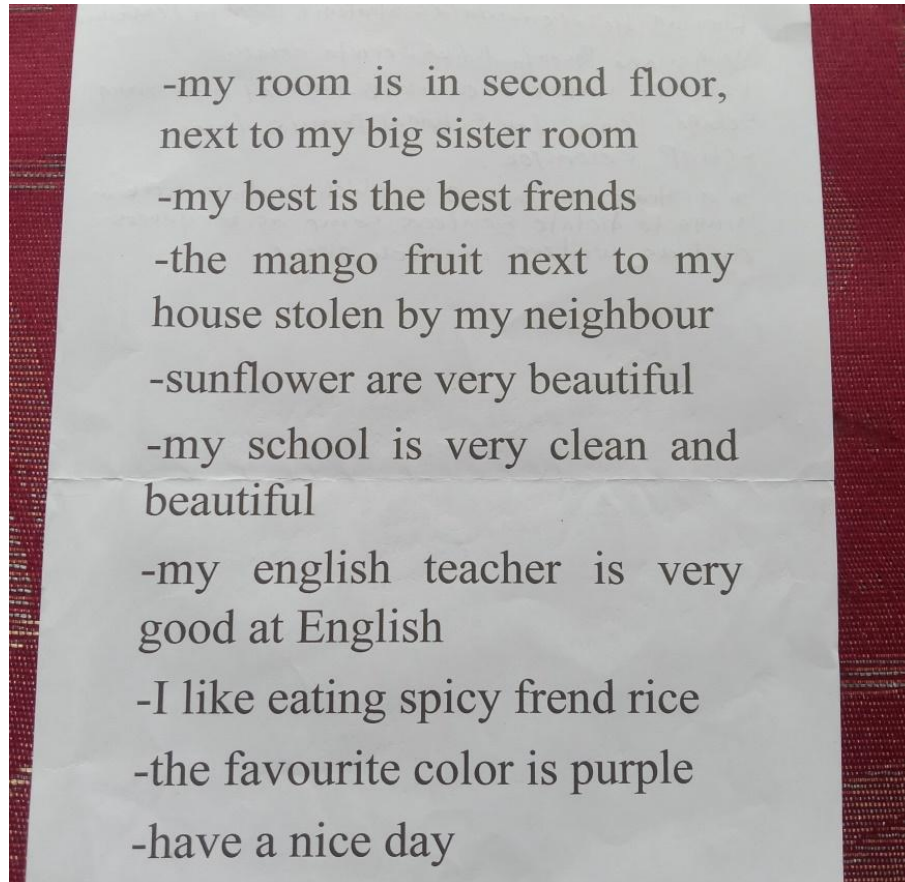 -my room is in second floor,
next to my big sister room
-my best is the best frends
-the mango fruit next to my
house stolen by my neighbour
-sunflower are very beautiful
-my school is very clean and
beautiful
-my english teacher is very
good at English
-I like eating spicy frend rice
-the favourite color is purple
-have a nice day